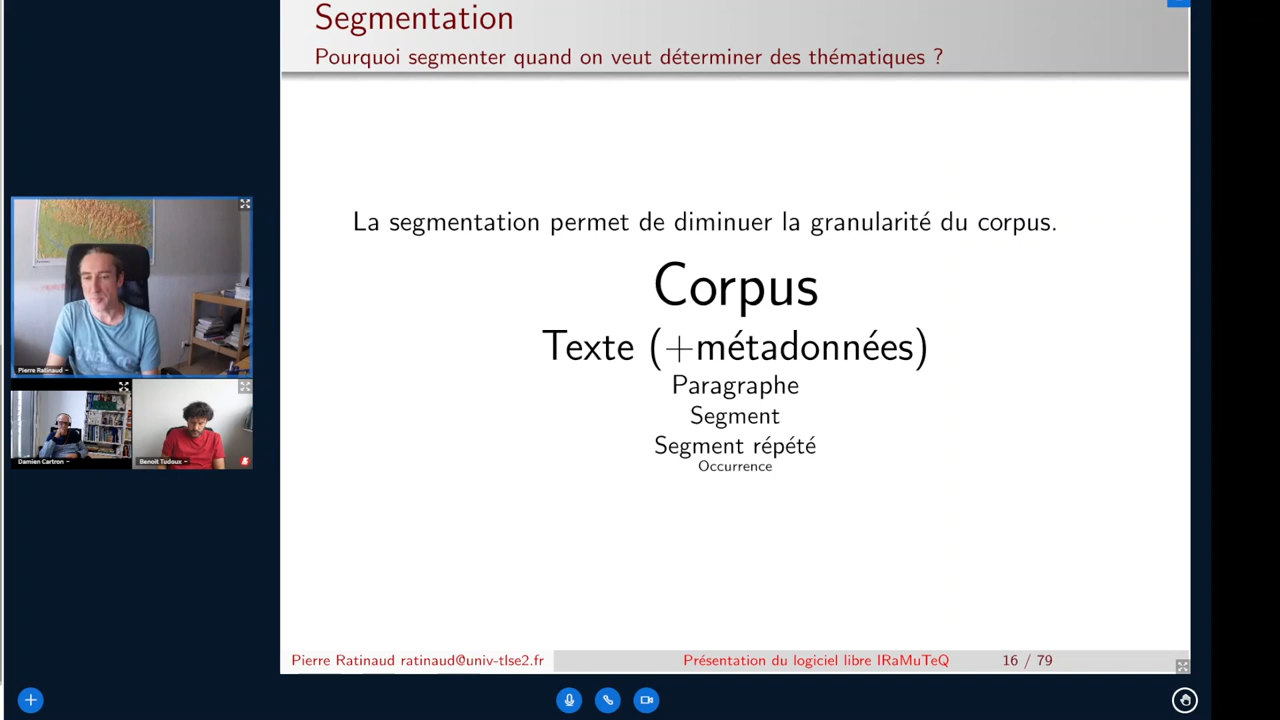 Segmentation
Pourquoi segmenter quand on veut déterminer des thématiques ?
La segmentation permet de diminuer la granularité du corpus.
Corpus
Texte (+métadonnées)
Paragraphe
Segment
Segment répété
Occurrence
Pierre Ratinaud
Damien Cartron
Benoit Tudoux
Pierre Ratinaud ratinaud@univ-tlse2.fr
Présentation du logiciel libre IRaMuTeQ
16 / 79